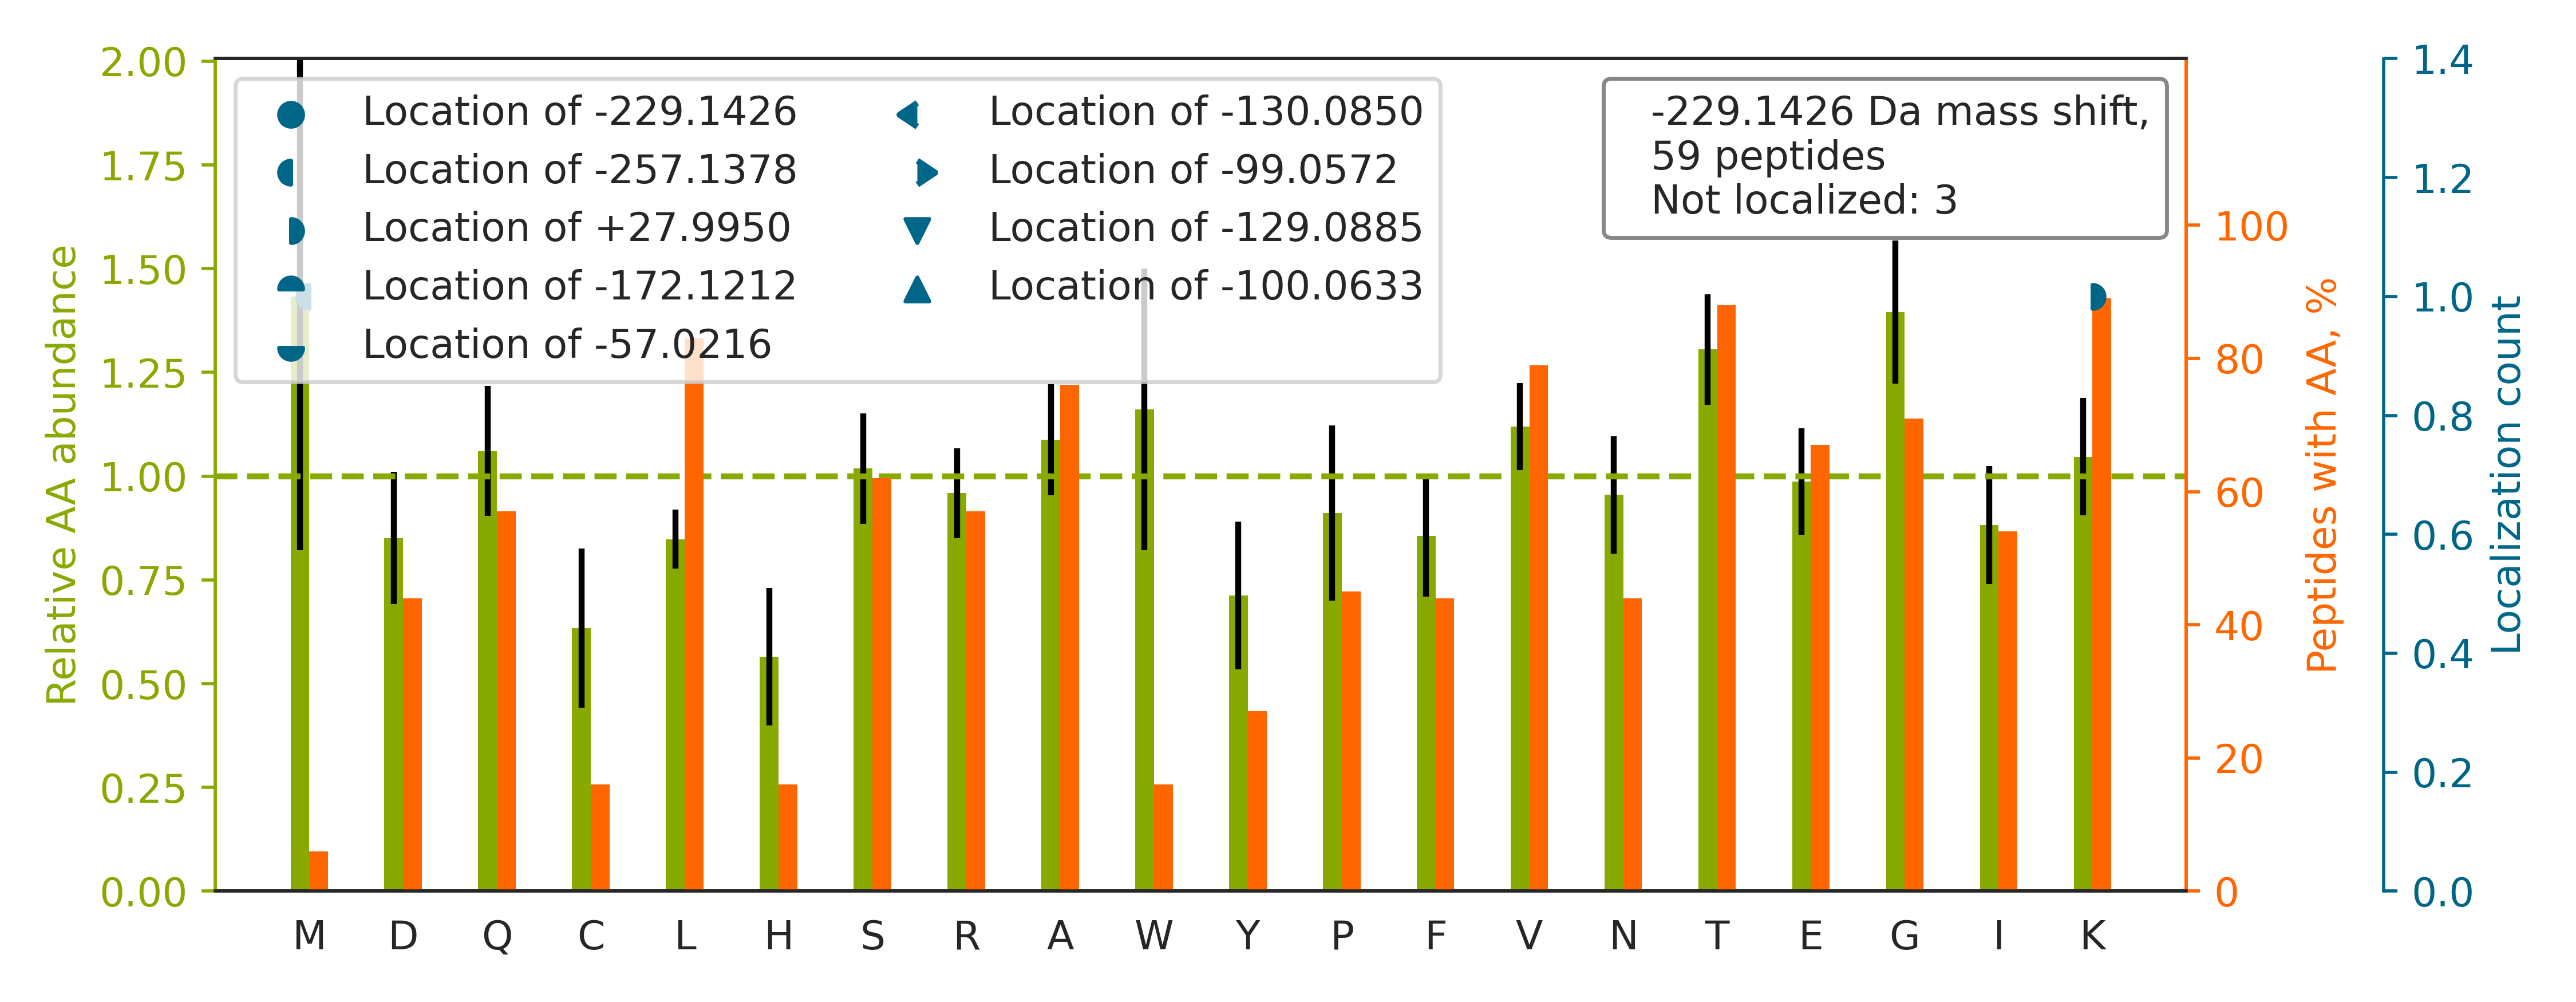 2.00
1.75
1.50
1.25
1.00
0.75
0.50
0.25
0.00
Relative AA abundance
Location of -229.1426
Location of -257.1378
Location of +27.9950
Location of -172.1212
Location of -57.0216
Location of -130.0850
Location of -99.0572
Location of -129.0885
Location of -100.0633
-229.1426 Da mass shift,
59 peptides
Not localized: 3
100
80
60
40
20
0
Peptides with AA, %
1.4
1.2
1.0
0.8
0.6
0.4
0.2
0.0
Localization count
M D Q C L H S R A W Y P F V N T E G I K